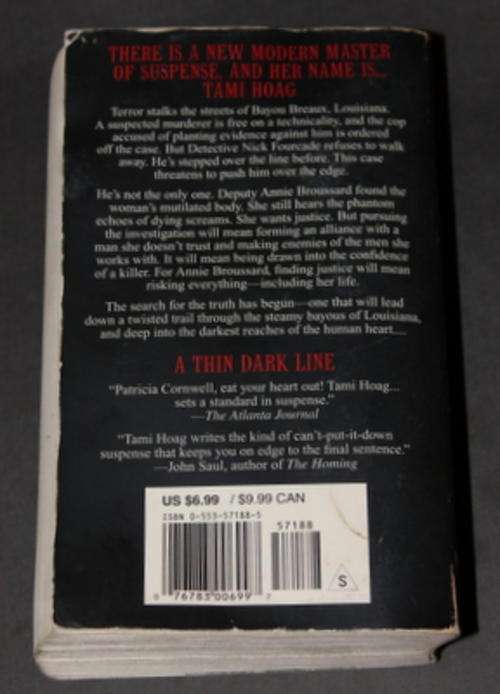 THERE IS A NEW MODERN MASTER
OF SUSPENSE, AND HER NAME IS...
TAMI HOAG
Terror stalks the streets of Bayou Breaux, Louisiana.
A suspected murderer is free on a technicality, and the cop
accused of planting evidence against him is ordered
off the case. But Detective Nick Fourcade refuses to walk
away. He's stepped over the line before. This case
threatens to push him over the edge.
He's not the only one. Deputy Annie Broussard found the
woman's mutilated body. She still hears the phantom
echoes of dying screams. She wants justice. But pursuing
the investigation will mean forming an alliance with a
man she doesn't trust and making enemies of the men she
works with. It will mean being drawn into the confidence
of a killer. For Annie Broussard, finding justice will mean
risking everything—including her life.
The search for the truth has begun—one that will lead
down a twisted trail through the steamy bayous of Louisiana,
and deep into the darkest reaches of the human heart....
A THIN DARK LINE
"Patricia Cornwell, eat your heart out! Tami Hoag...
sets a standard in suspense."
—The Atlanta Journal
"Tami Hoag writes the kind of can't-put-it-down
suspense that keeps you on edge to the final sentence."
—John Saul, author of The Homing
US $6.99 / $9.99 CAN
ISBN 0-553-57188-5
57188
0 76783 00699 2
S